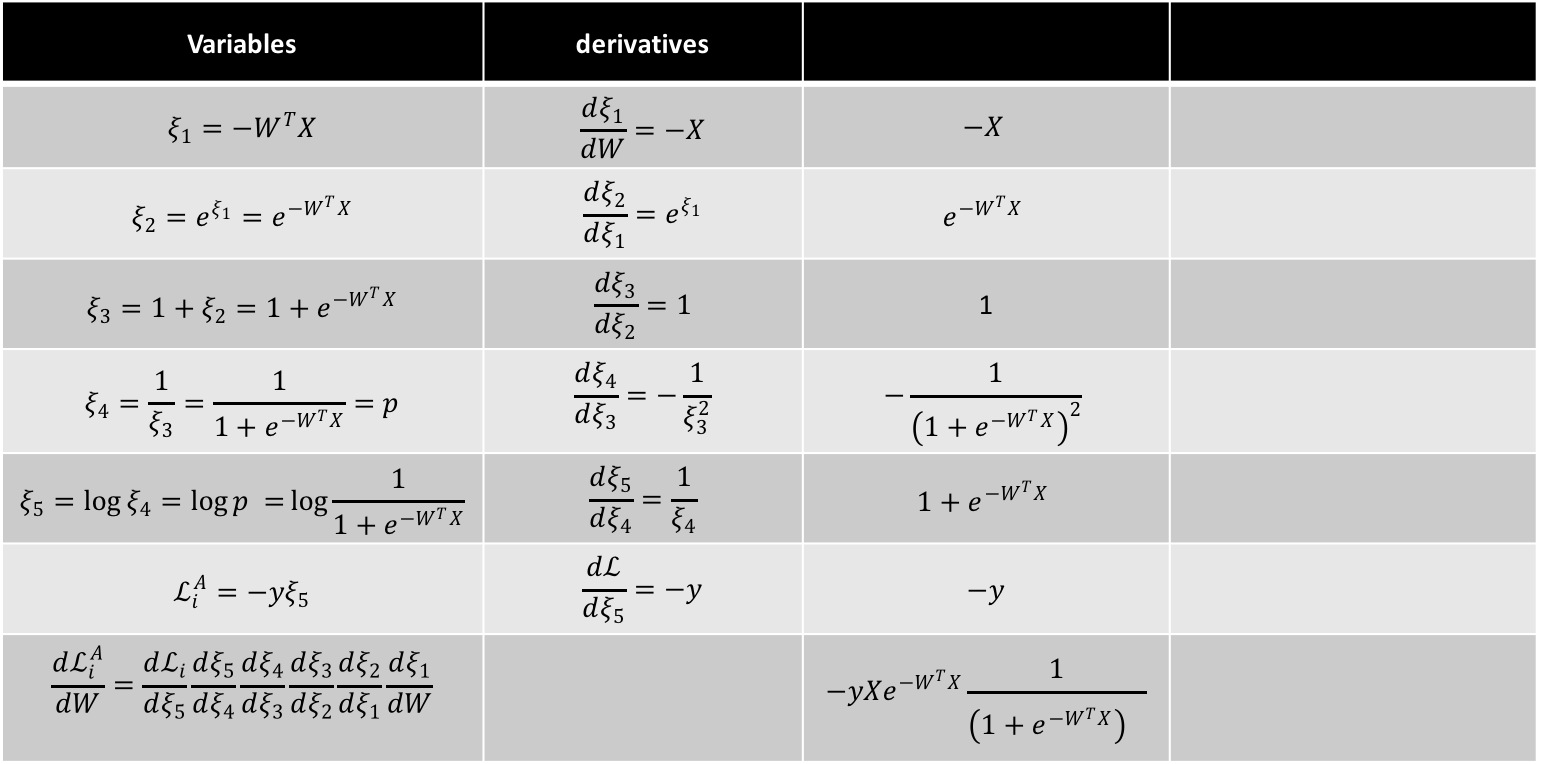 Variables derivatives
ξ₁ = −WᵀX dξ₁/dW = −X −X
ξ₂ = e^{ξ₁} = e^{−WᵀX} dξ₂/dξ₁ = e^{ξ₁} e^{−WᵀX}
ξ₃ = 1 + ξ₂ = 1 + e^{−WᵀX} dξ₃/dξ₂ = 1 1
ξ₄ = 1/ξ₃ = 1/(1 + e^{−WᵀX}) = p dξ₄/dξ₃ = −1/ξ₃² −1/(1 + e^{−WᵀX})²
ξ₅ = log ξ₄ = log p = log 1/(1 + e^{−WᵀX}) dξ₅/dξ₄ = 1/ξ₄ 1 + e^{−WᵀX}
ℒᵢᴬ = −yξ₅ dℒ/dξ₅ = −y −y
dℒᵢᴬ/dW = dℒᵢ/dξ₅ dξ₅/dξ₄ dξ₄/dξ₃ dξ₃/dξ₂ dξ₂/dξ₁ dξ₁/dW −yXe^{−WᵀX} 1/(1 + e^{−WᵀX})